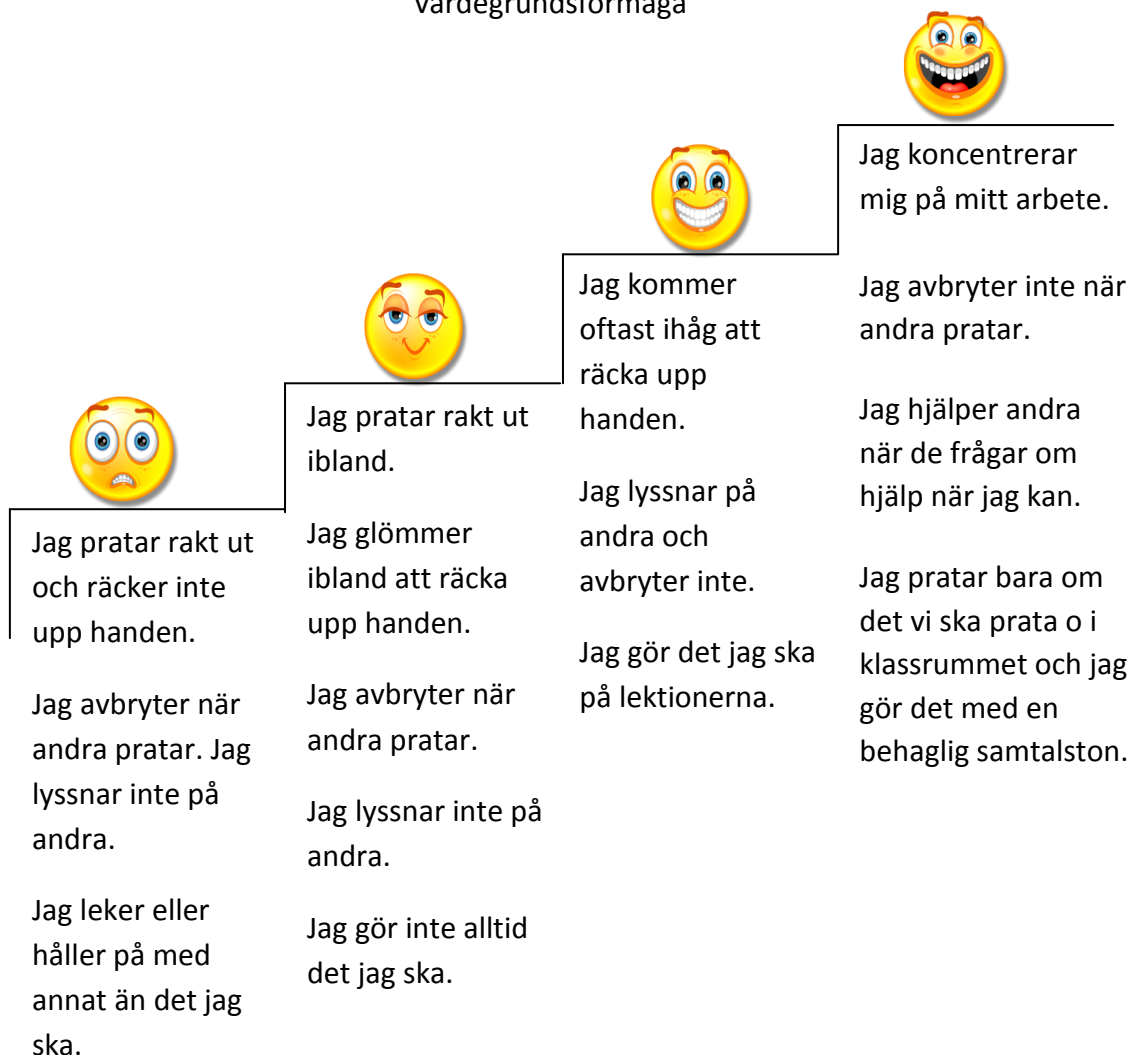 Värdegrundsförmåga
Jag pratar rakt ut
och räcker inte
upp handen.
Jag avbryter när
andra pratar. Jag
lyssnar inte på
andra.
Jag leker eller
håller på med
annat än det jag
ska.
Jag pratar rakt ut
ibland.
Jag glömmer
ibland att räcka
upp handen.
Jag avbryter när
andra pratar.
Jag lyssnar inte på
andra.
Jag gör inte alltid
det jag ska.
Jag kommer
oftast ihåg att
räcka upp
handen.
Jag lyssnar på
andra och
avbryter inte.
Jag gör det jag ska
på lektionerna.
Jag koncentrerar
mig på mitt arbete.
Jag avbryter inte när
andra pratar.
Jag hjälper andra
när de frågar om
hjälp när jag kan.
Jag pratar bara om
det vi ska prata o i
klassrummet och jag
gör det med en
behaglig samtalston.